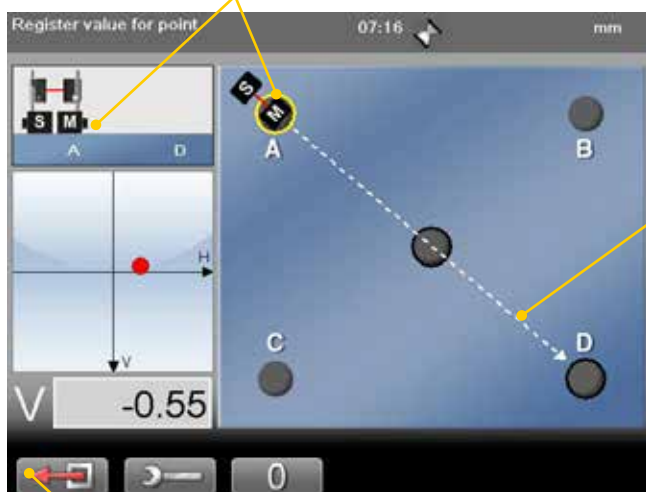 Register value for point
07:16
mm
S M
A D
S M
A
B
H
V
C
D
V -0.55
0